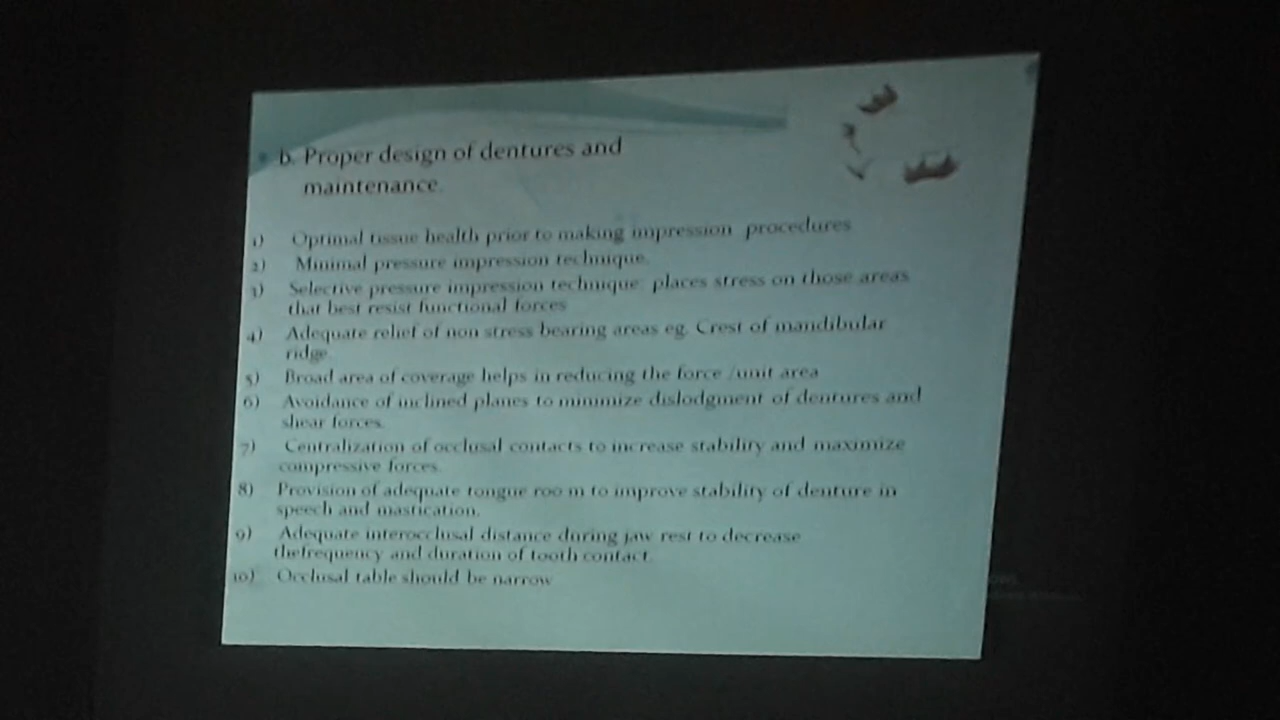 b. Proper design of dentures and
maintenance.
1) Optimal tissue health prior to making impression procedures
2) Minimal pressure impression technique.
3) Selective pressure impression technique: places stress on those areas
that best resist functional forces
4) Adequate relief of non stress bearing areas eg. Crest of mandibular
ridge.
5) Broad area of coverage helps in reducing the force /unit area
6) Avoidance of inclined planes to minimize dislodgment of dentures and
shear forces.
7) Centralization of occlusal contacts to increase stability and maximize
compressive forces.
8) Provision of adequate tongue roo m to improve stability of denture in
speech and mastication.
9) Adequate interocclusal distance during jaw rest to decrease
thefrequency and duration of tooth contact.
10) Occlusal table should be narrow